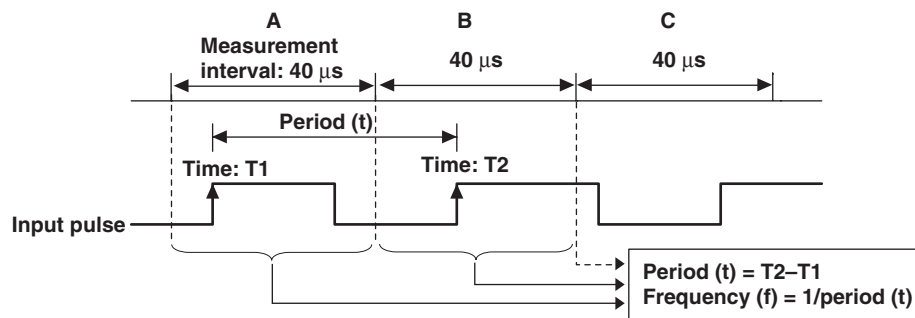 A
B
C
Measurement
interval: 40 μs
40 μs
40 μs
Period (t)
Time: T1
Time: T2
Input pulse
Period (t) = T2–T1
Frequency (f) = 1/period (t)